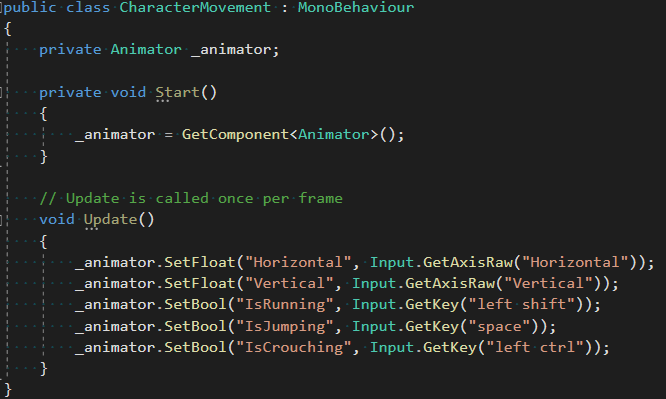 public class CharacterMovement : MonoBehaviour
{
    private Animator _animator;

    private void Start()
    {
        _animator = GetComponent<Animator>();
    }

    // Update is called once per frame
    void Update()
    {
        _animator.SetFloat("Horizontal", Input.GetAxisRaw("Horizontal"));
        _animator.SetFloat("Vertical", Input.GetAxisRaw("Vertical"));
        _animator.SetBool("IsRunning", Input.GetKey("left shift"));
        _animator.SetBool("IsJumping", Input.GetKey("space"));
        _animator.SetBool("IsCrouching", Input.GetKey("left ctrl"));
    }
}